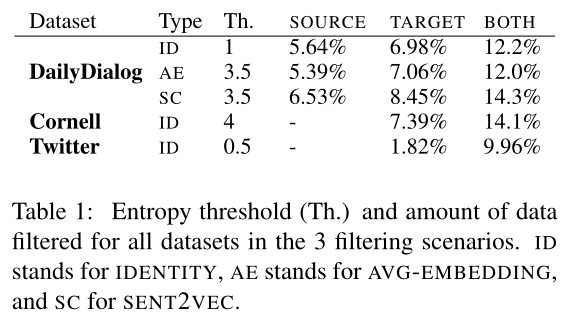 Dataset Type Th. SOURCE TARGET BOTH
ID 1 5.64% 6.98% 12.2%
DailyDialog AE 3.5 5.39% 7.06% 12.0%
SC 3.5 6.53% 8.45% 14.3%
Cornell ID 4 - 7.39% 14.1%
Twitter ID 0.5 - 1.82% 9.96%
Table 1: Entropy threshold (Th.) and amount of data
filtered for all datasets in the 3 filtering scenarios. ID
stands for IDENTITY, AE stands for AVG-EMBEDDING,
and SC for SENT2VEC.